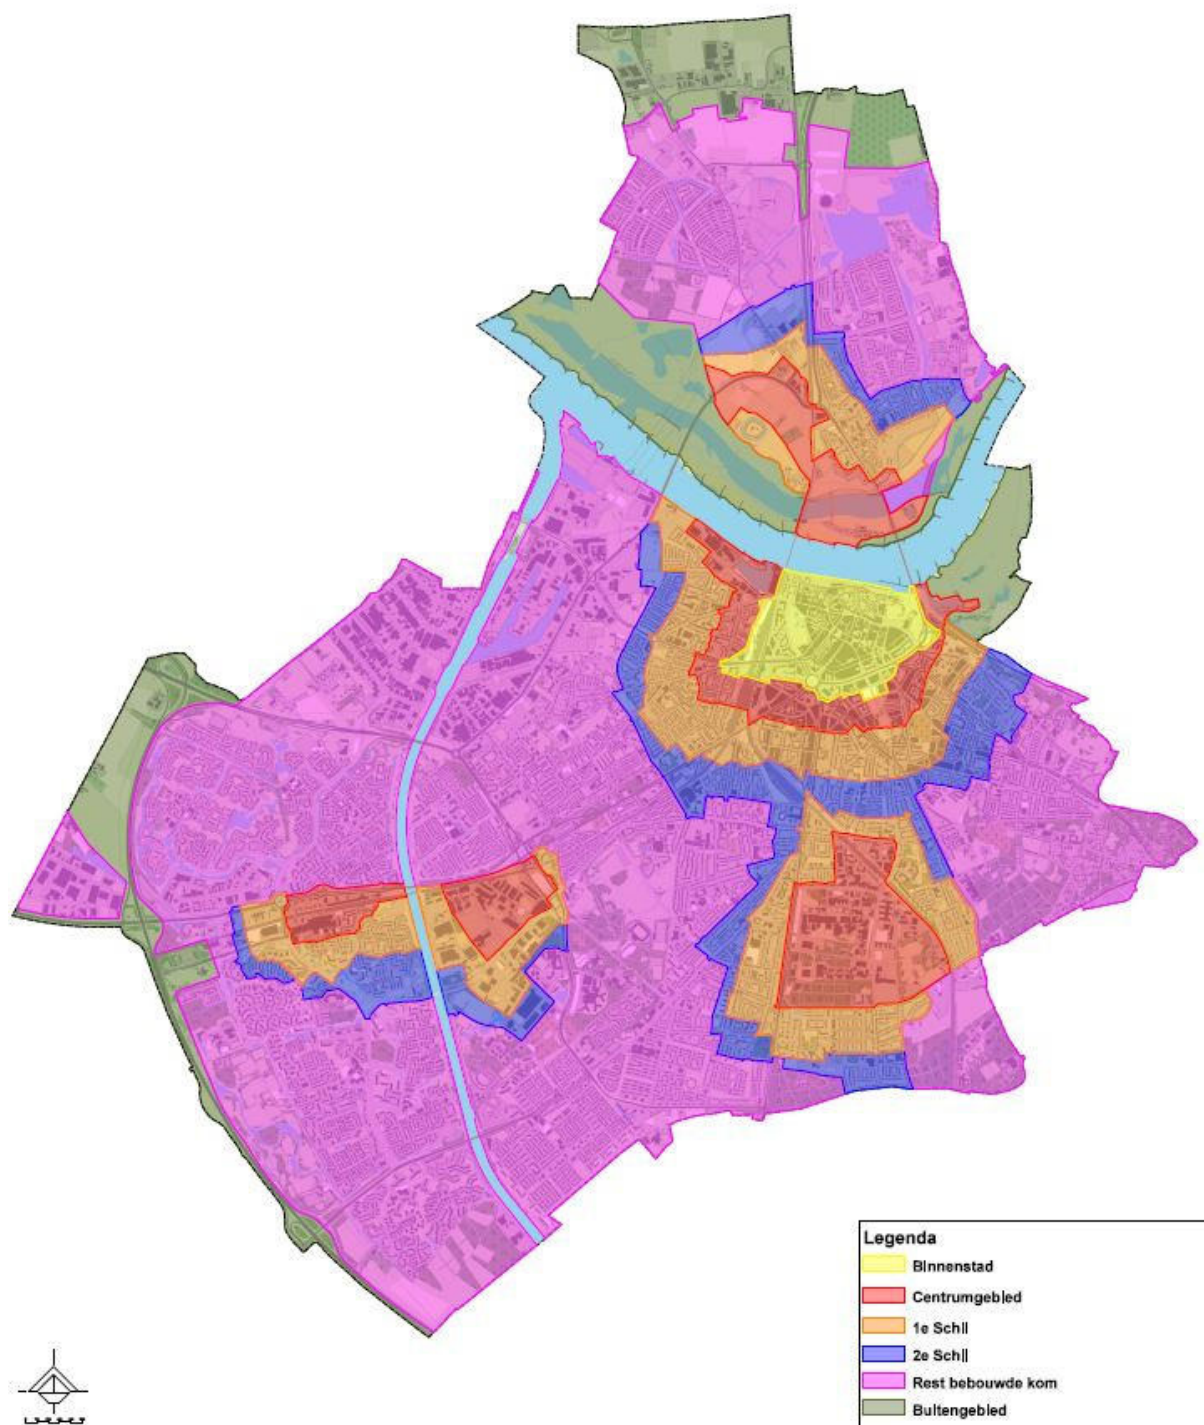 Legenda
Binnenstad
Centrumgebied
1e Schil
2e Schil
Rest bebouwde kom
Buitengebied